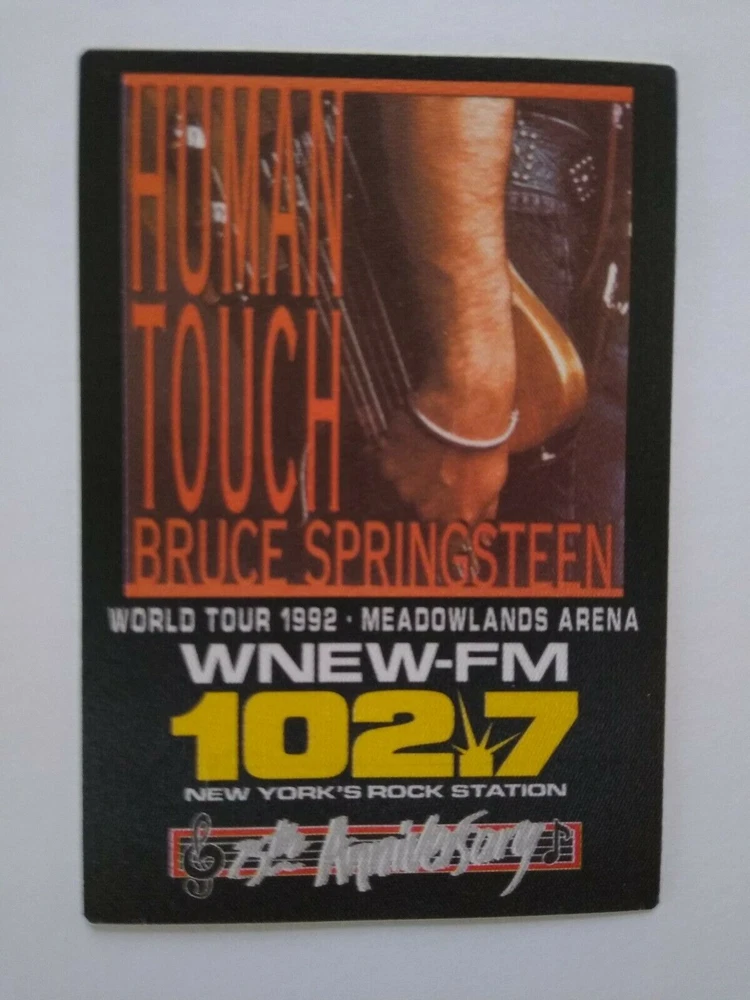 HUMAN
TOUCH
BRUCE SPRINGSTEEN
WORLD TOUR 1992 · MEADOWLANDS ARENA
WNEW-FM
102.7
NEW YORK'S ROCK STATION
25th Anniversary